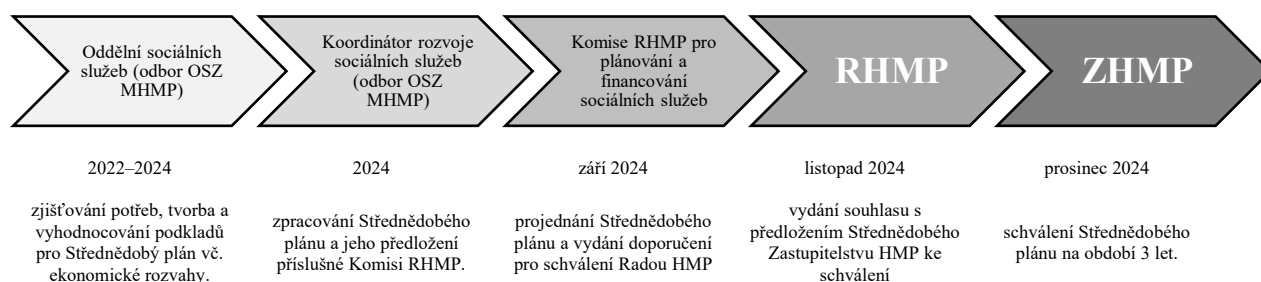 Oddělní sociálních
služeb (odbor OSZ
MHMP)
Koordinátor rozvoje
sociálních služeb
(odbor OSZ
MHMP)
Komise RHMP pro
plánování a
financování
sociálních služeb
RHMP
ZHMP
2022–2024
2024
září 2024
listopad 2024
prosinec 2024
zjišťování potřeb, tvorba a
vyhodnocování podkladů
pro Střednědobý plán vč.
ekonomické rozvahy.
zpracování Střednědobého
plánu a jeho předložení
příslušné Komisi RHMP.
projednání Střednědobého
plánu a vydání doporučení
pro schválení Radou HMP
vydání souhlasu s
předložením Střednědobého
Zastupitelstvu HMP ke
schválení
schválení Střednědobého
plánu na období 3 let.